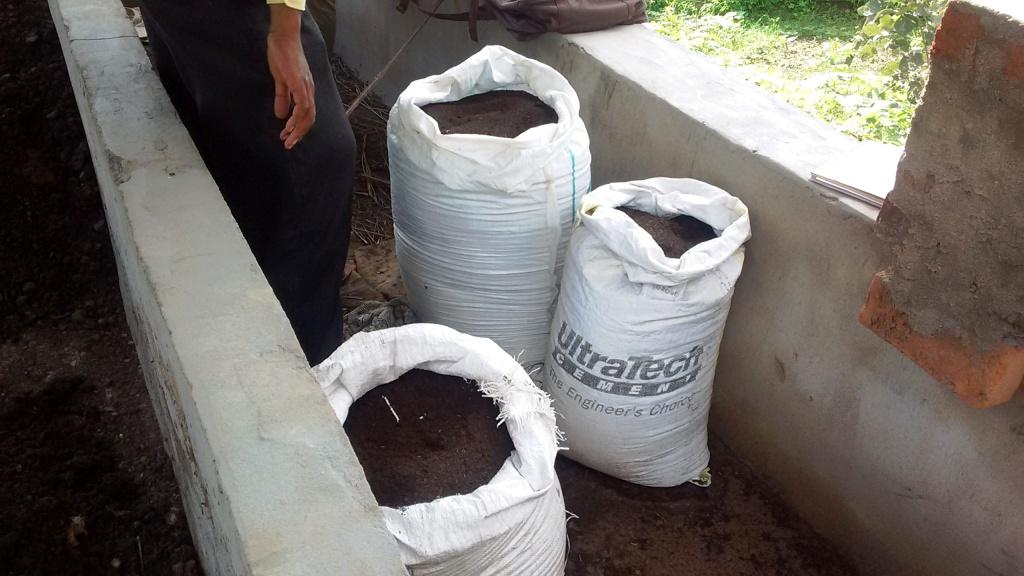 UltraTech
CEMENT
The Engineer's Choice